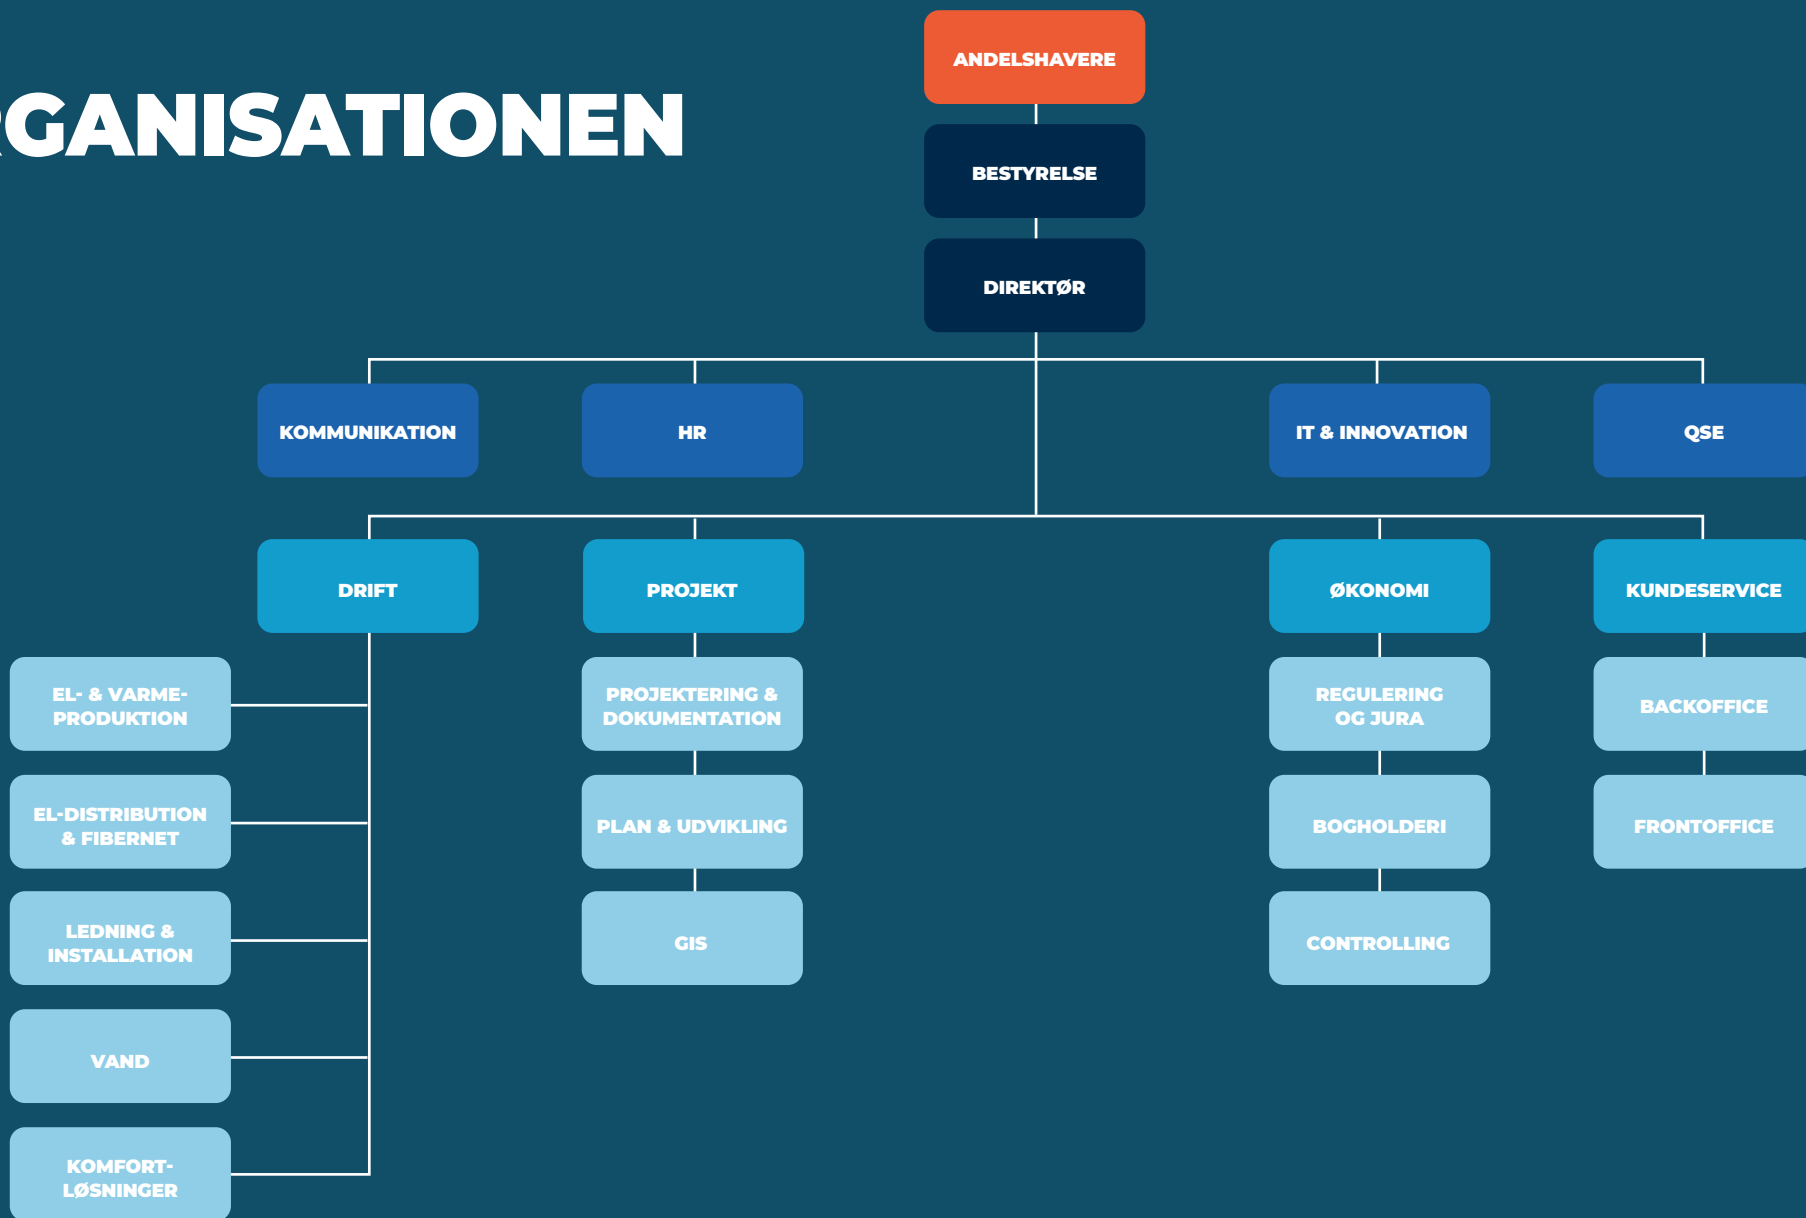 RGANISATIONEN
ANDELSHAVERE
BESTYRELSE
DIREKTØR
KOMMUNIKATION
HR
IT & INNOVATION
QSE
DRIFT
PROJEKT
ØKONOMI
KUNDESERVICE
EL- & VARME-
PRODUKTION
EL-DISTRIBUTION
& FIBERNET
LEDNING &
INSTALLATION
VAND
KOMFORT-
LØSNINGER
PROJEKTERING &
DOKUMENTATION
PLAN & UDVIKLING
GIS
REGULERING
OG JURA
BOGHOLDERI
CONTROLLING
BACKOFFICE
FRONTOFFICE